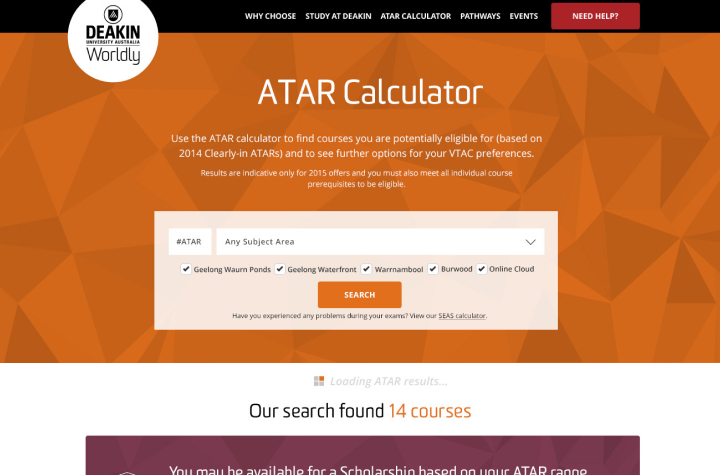 DEAKIN
UNIVERSITY AUSTRALIA
Worldly
WHY CHOOSE STUDY AT DEAKIN ATAR CALCULATOR PATHWAYS EVENTS NEED HELP?
ATAR Calculator
Use the ATAR calculator to find courses you are potentially eligible for (based on
2014 Clearly-in ATARs) and to see further options for your VTAC preferences.
Results are indicative only for 2015 offers and you must also meet all individual course
prerequisites to be eligible.
#ATAR Any Subject Area
Geelong Waurn Ponds Geelong Waterfront Warrnambool Burwood Online Cloud
SEARCH
Have you experienced any problems during your exams? View our SEAS calculator.
Loading ATAR results...
Our search found 14 courses
You may be available for a Scholarship based on your ATAR range